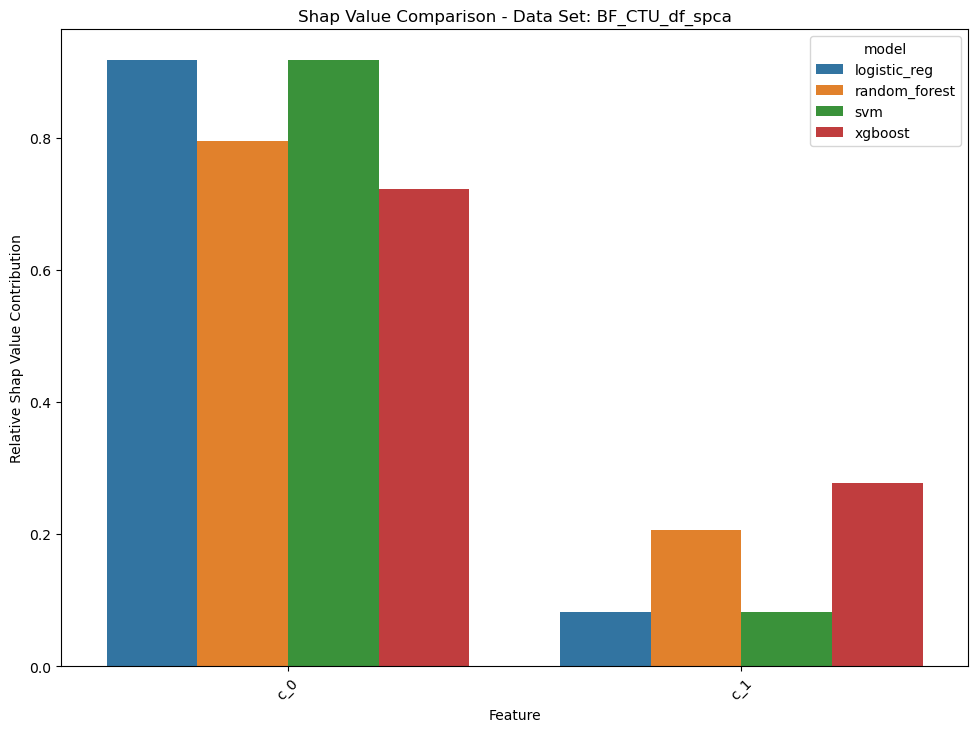 Shap Value Comparison - Data Set: BF_CTU_df_spca
model
logistic_reg
random_forest
svm
xgboost
Relative Shap Value Contribution
0.8
0.6
0.4
0.2
0.0
c_0
c_1
Feature